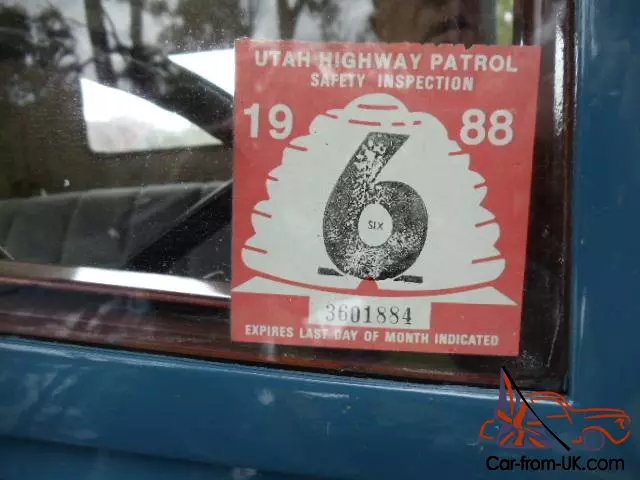 UTAH HIGHWAY PATROL
SAFETY INSPECTION
19 88
6
SIX
3601884
EXPIRES LAST DAY OF MONTH INDICATED
Car-from-UK.com